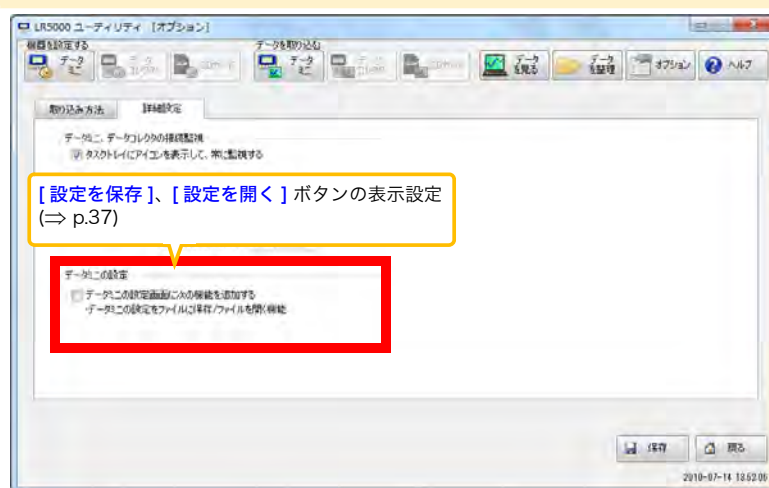 LR5000 ユーティリティ [オプション]
機器を設定する
データを取り込む
データ
ミニ
データ
ミニ
データ
を見る
データ
を整理
オプション
ヘルプ
取り込み方法
詳細設定
データミニ、データコレクタの接続監視
タスクトレイにアイコンを表示して、常に監視する
[ 設定を保存 ]、[ 設定を開く ] ボタンの表示設定
(⇒ p.37)
データミニの設定
データミニの設定画面に次の機能を追加する
・データミニの設定をファイルに保存/ファイルを開く機能
保存
戻る